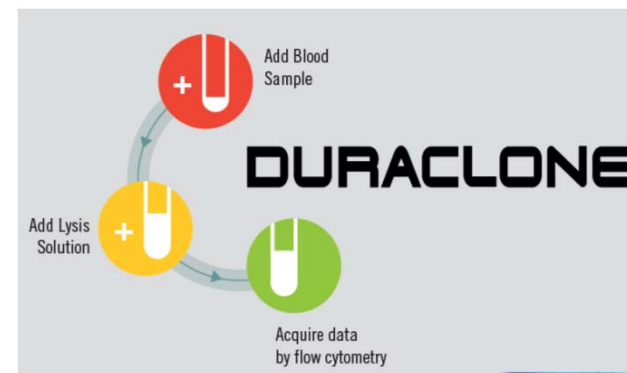 Add Blood
Sample
DURACLONE
Add Lysis
Solution
Acquire data
by flow cytometry